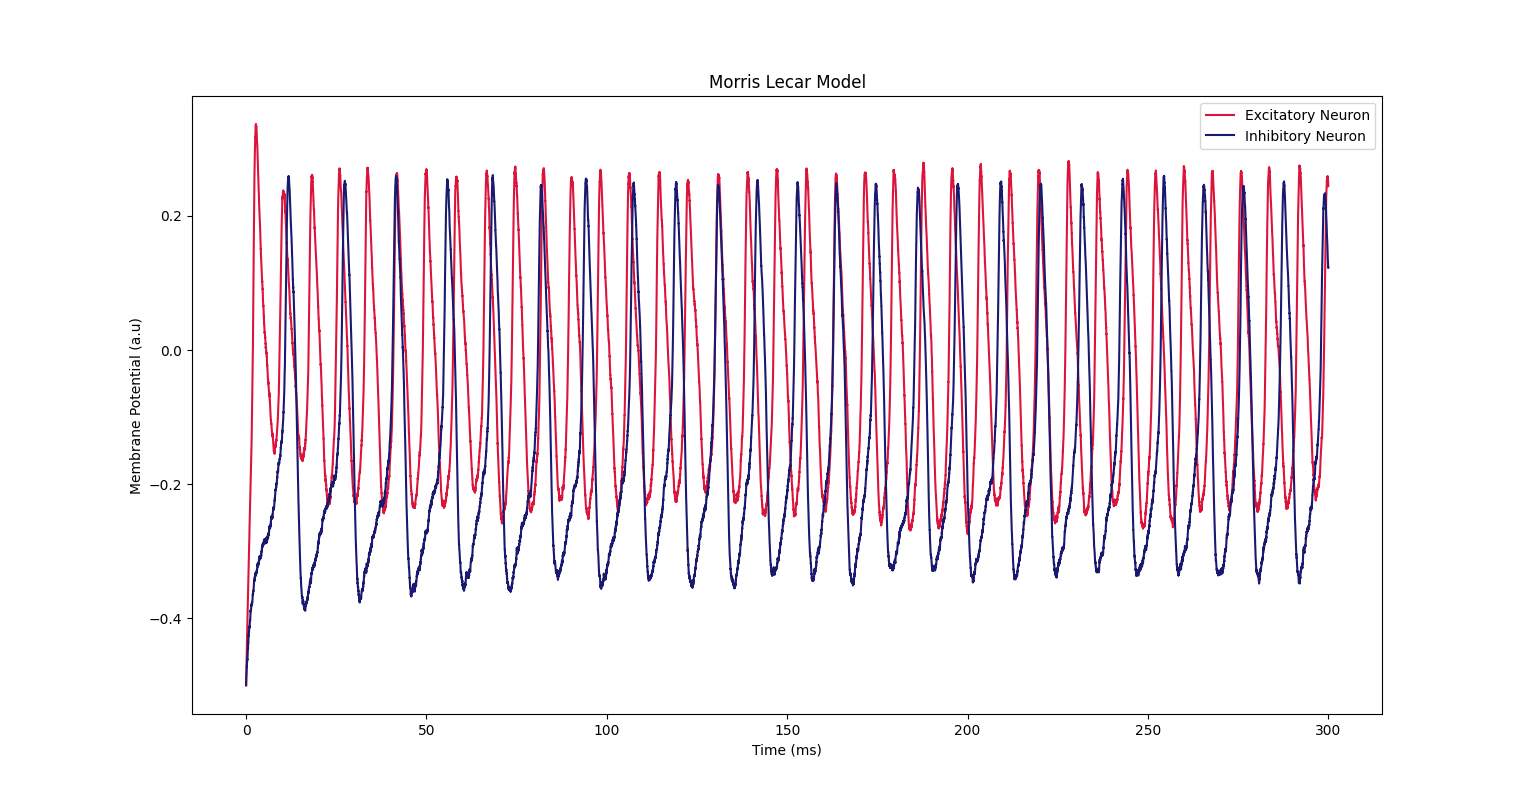 Morris Lecar Model
Excitatory Neuron
Inhibitory Neuron
Membrane Potential (a.u)
0.2
0.0
−0.2
−0.4
0
50
100
150
200
250
300
Time (ms)